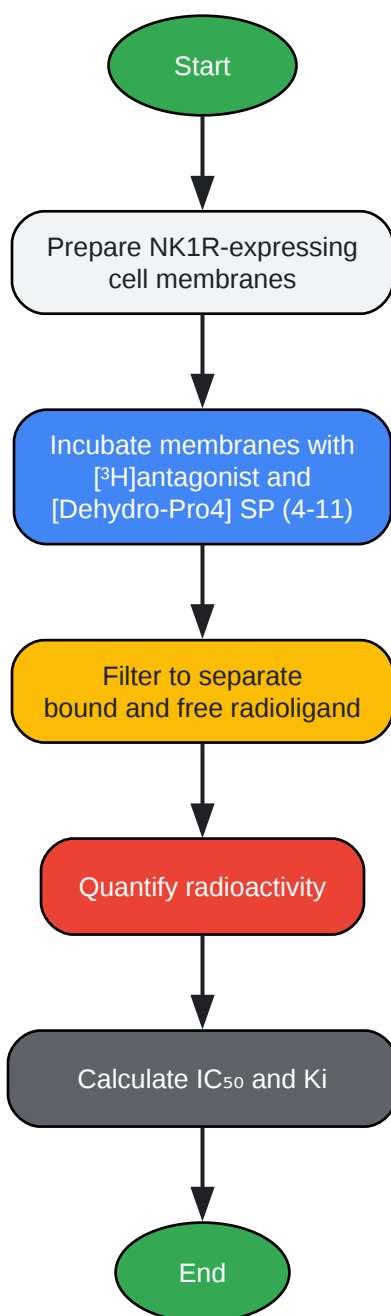 Start
Prepare NK1R-expressing
cell membranes
Incubate membranes with
[³H]antagonist and
[Dehydro-Pro4] SP (4-11)
Filter to separate
bound and free radioligand
Quantify radioactivity
Calculate IC₅₀ and Ki
End